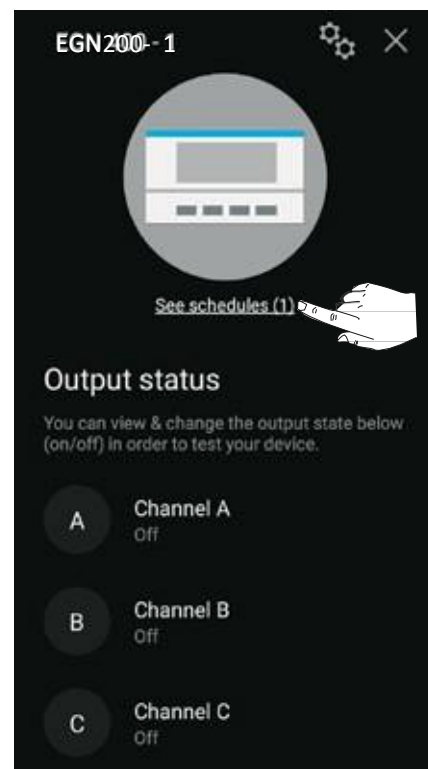 EGN200- 1
See schedules (1)
Output status
You can view & change the output state below
(on/off) in order to test your device.
A
Channel A
Off
B
Channel B
Off
C
Channel C
Off